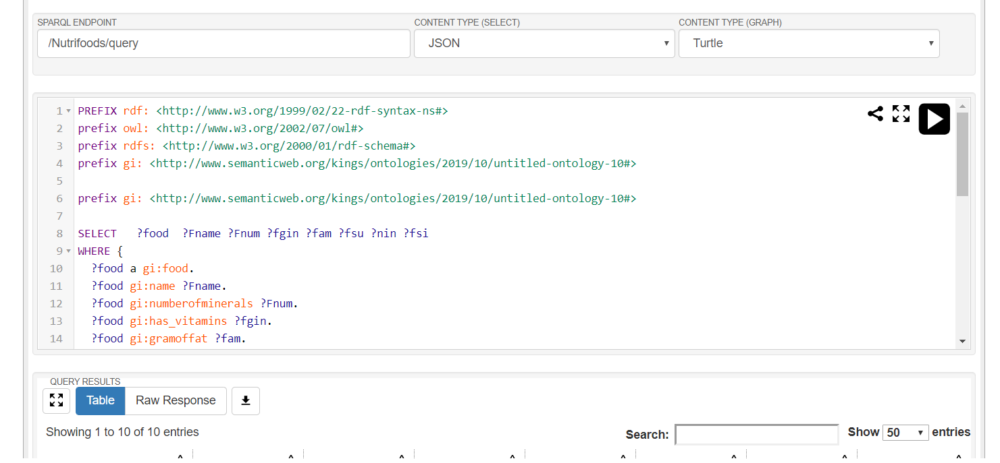 SPARQL ENDPOINT CONTENT TYPE (SELECT) CONTENT TYPE (GRAPH)
/Nutrifoods/query JSON Turtle
1 PREFIX rdf: <http://www.w3.org/1999/02/22-rdf-syntax-ns#>
2 prefix owl: <http://www.w3.org/2002/07/owl#>
3 prefix rdfs: <http://www.w3.org/2000/01/rdf-schema#>
4 prefix gi: <http://www.semanticweb.org/kings/ontologies/2019/10/untitled-ontology-10#>
5
6 prefix gi: <http://www.semanticweb.org/kings/ontologies/2019/10/untitled-ontology-10#>
7
8 SELECT ?food ?Fname ?Fnum ?fgin ?fam ?fsu ?nin ?fsi
9 WHERE {
10 ?food a gi:food.
11 ?food gi:name ?Fname.
12 ?food gi:numberofminerals ?Fnum.
13 ?food gi:has_vitamins ?fgin.
14 ?food gi:gramoffat ?fam.
QUERY RESULTS
Table Raw Response
Showing 1 to 10 of 10 entries Search: Show 50 entries